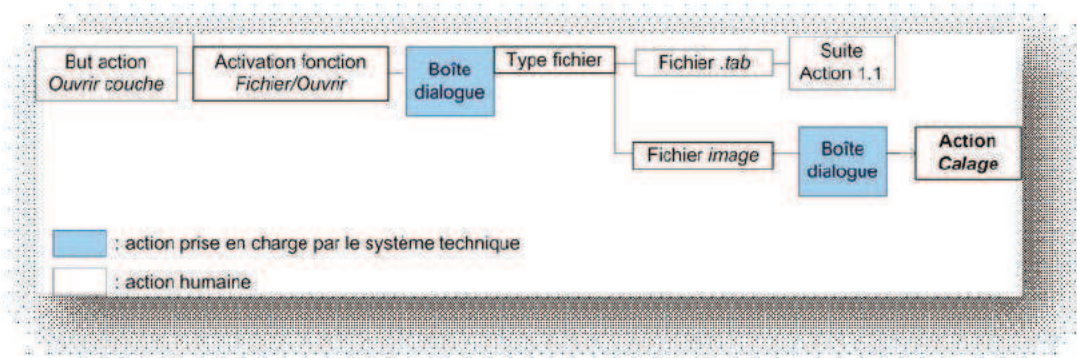 But action
Ouvrir couche
Activation fonction
Fichier/Ouvrir
Boîte
dialogue
Type fichier
Fichier .tab
Suite
Action 1.1
Fichier image
Boîte
dialogue
Action
Calage
: action prise en charge par le système technique
: action humaine